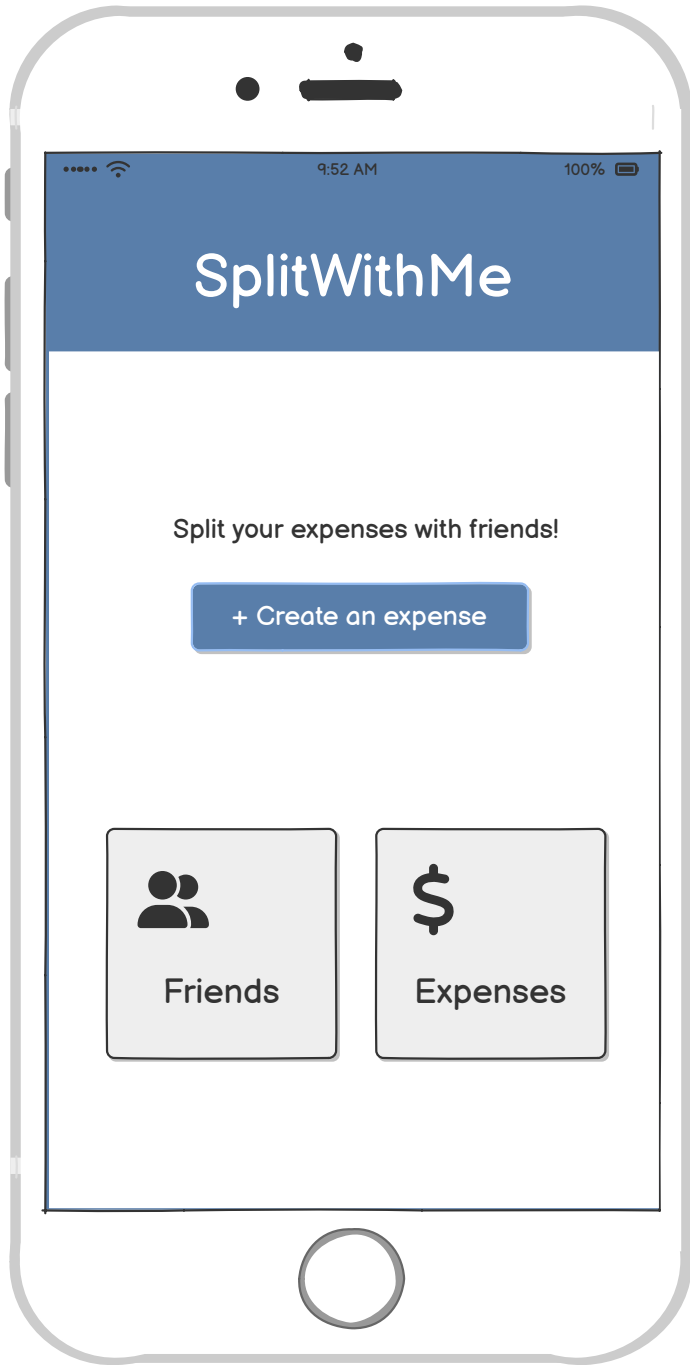 9:52 AM 100%
SplitWithMe
Split your expenses with friends!
+ Create an expense
Friends
Expenses